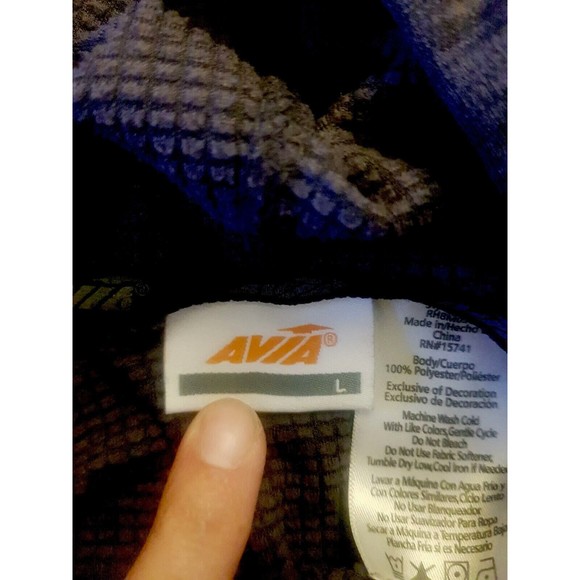 AVIA®
L
Made in/Hecho
China
RN#15741
Body/Cuerpo
100% Polyester/Poliéster
Exclusive of Decoration
Exclusivo de Decoración
Machine Wash Cold
With Like Colors, Gentle Cycle
Do Not Bleach
Do Not Use Fabric Softener,
Tumble Dry Low, Cool Iron if Needed
Lavar a Máquina Con Agua Fria y
Con Colores Similares, Ciclo Lento
No Usar Blanqueador
No Usar Suavizador Para Ropa
Secar a Máquina a Temperatura Baja
Plancha Fria si es Necesario